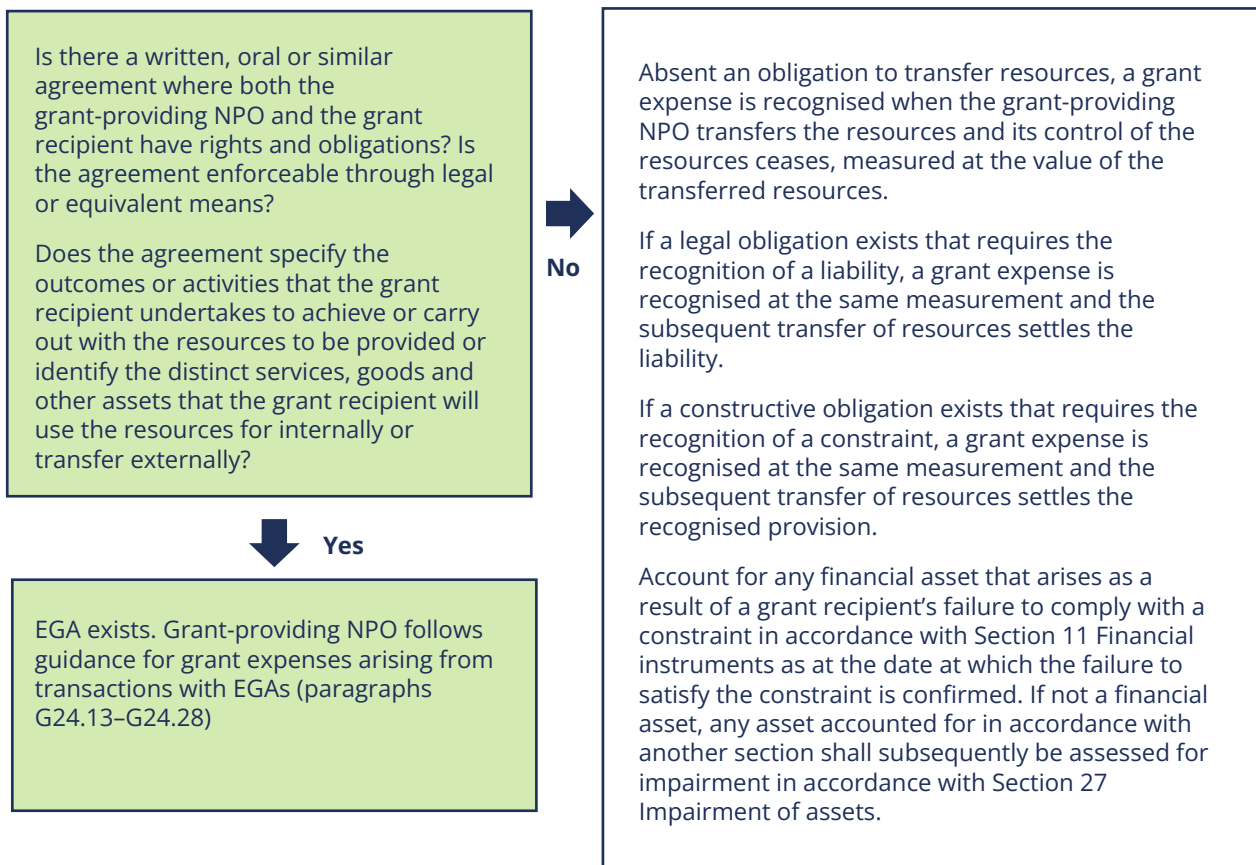 Is there a written, oral or similar
agreement where both the
grant-providing NPO and the grant
recipient have rights and obligations? Is
the agreement enforceable through legal
or equivalent means?
Does the agreement specify the
outcomes or activities that the grant
recipient undertakes to achieve or carry
out with the resources to be provided or
identify the distinct services, goods and
other assets that the grant recipient will
use the resources for internally or
transfer externally?
No
Yes
EGA exists. Grant-providing NPO follows
guidance for grant expenses arising from
transactions with EGAs (paragraphs
G24.13–G24.28)
Absent an obligation to transfer resources, a grant
expense is recognised when the grant-providing
NPO transfers the resources and its control of the
resources ceases, measured at the value of the
transferred resources.
If a legal obligation exists that requires the
recognition of a liability, a grant expense is
recognised at the same measurement and the
subsequent transfer of resources settles the
liability.
If a constructive obligation exists that requires the
recognition of a constraint, a grant expense is
recognised at the same measurement and the
subsequent transfer of resources settles the
recognised provision.
Account for any financial asset that arises as a
result of a grant recipient’s failure to comply with a
constraint in accordance with Section 11 Financial
instruments as at the date at which the failure to
satisfy the constraint is confirmed. If not a financial
asset, any asset accounted for in accordance with
another section shall subsequently be assessed for
impairment in accordance with Section 27
Impairment of assets.